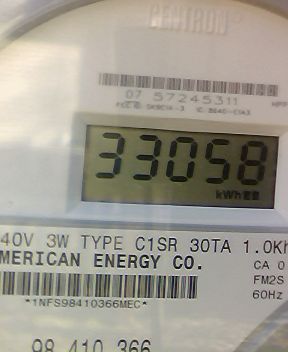 CENTRON
07 57245311
33058
kWh
40V 3W TYPE C1SR 30TA 1.0Kh
MERICAN ENERGY CO.
CA 0
FM2S
*1NFS98410366MEC*
60Hz
98 410 366